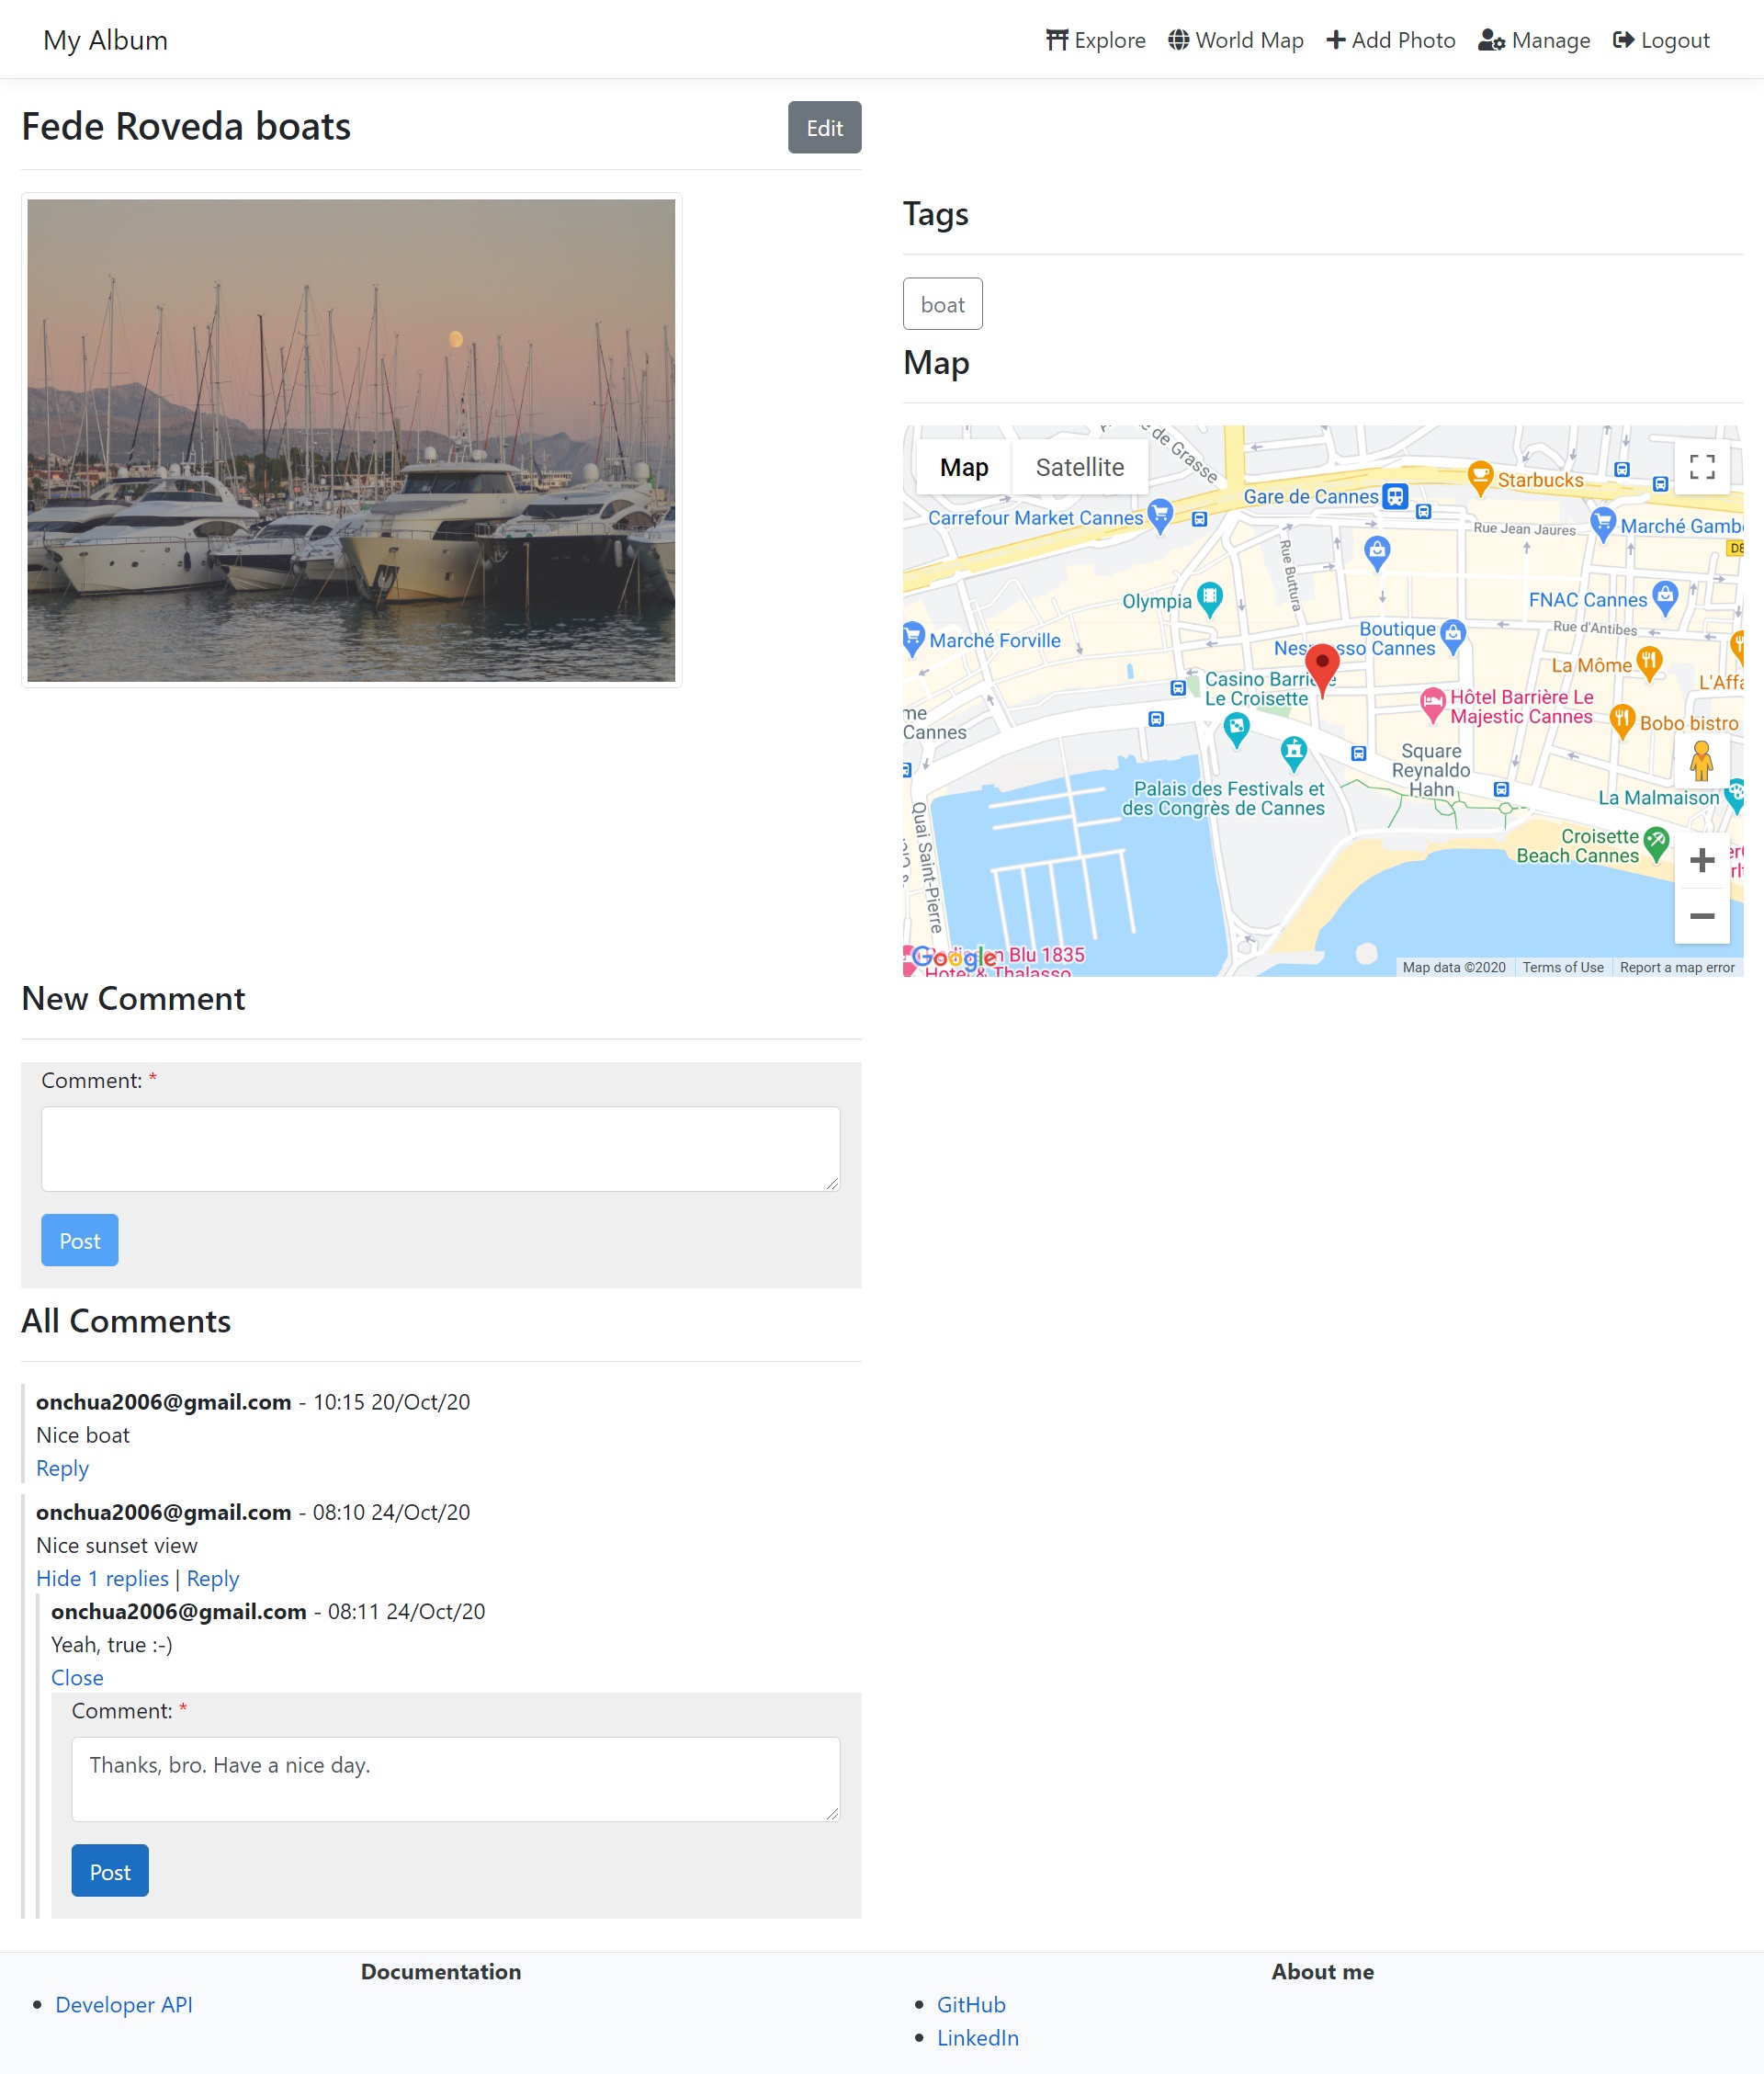 My Album
Explore
World Map
Add Photo
Manage
Logout
Fede Roveda boats
Edit
Tags
boat
Map
Map
Satellite
de Grasse
Starbucks
Gare de Cannes
Carrefour Market Cannes
Rue Jean Jaures
Marché Gamb
D6
Rue Buttura
Olympia
FNAC Cannes
Rue d'Antibes
Marché Forville
Boutique
Cannes
La Môme
L'Affa
Casino
Le Croisette
Hôtel Barrière Le
Majestic Cannes
me
Cannes
Bobo bistro
Square
Reynaldo
Hahn
Palais des Festivals et
des Congrès de Cannes
La Malmaison
Quai Saint-Pierre
Croisette
Beach Cannes
Google
Blu 1835
Hotel & Thalasso
Map data ©2020
Terms of Use
Report a map error
New Comment
Comment: *
Post
All Comments
onchua2006@gmail.com - 10:15 20/Oct/20
Nice boat
Reply
onchua2006@gmail.com - 08:10 24/Oct/20
Nice sunset view
Hide 1 replies | Reply
onchua2006@gmail.com - 08:11 24/Oct/20
Yeah, true :-)
Close
Comment: *
Thanks, bro. Have a nice day.
Post
Documentation
Developer API
About me
GitHub
LinkedIn